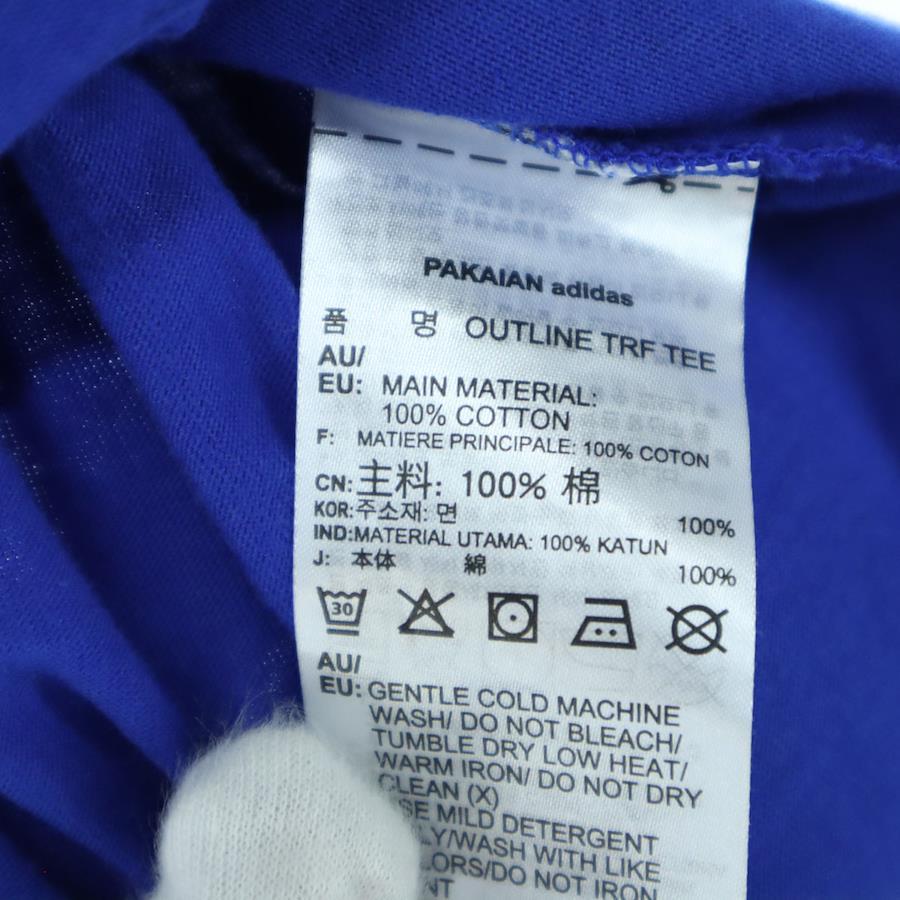 PAKAIAN adidas
품 명 OUTLINE TRF TEE
AU/
EU: MAIN MATERIAL:
100% COTTON
F: MATIERE PRINCIPALE: 100% COTON
CN: 主料: 100% 棉
KOR: 주소재: 면 100%
IND: MATERIAL UTAMA: 100% KATUN
J: 本体 綿 100%
30
AU/
EU: GENTLE COLD MACHINE
WASH/ DO NOT BLEACH/
TUMBLE DRY LOW HEAT/
WARM IRON/ DO NOT DRY
CLEAN (X)
MILD DETERGENT
WITH LIKE
NOT IRON